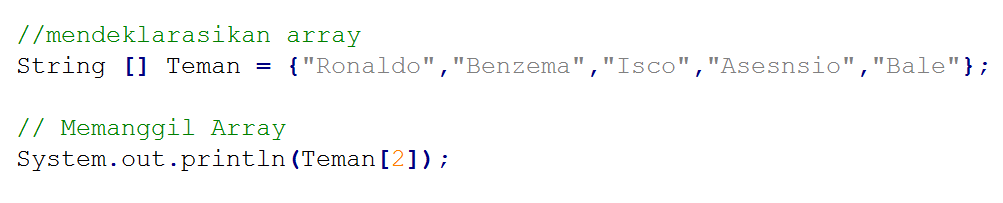 //mendeklarasikan array
String [] Teman = {"Ronaldo","Benzema","Isco","Asesnsio","Bale"};
// Memanggil Array
System.out.println(Teman[2]);